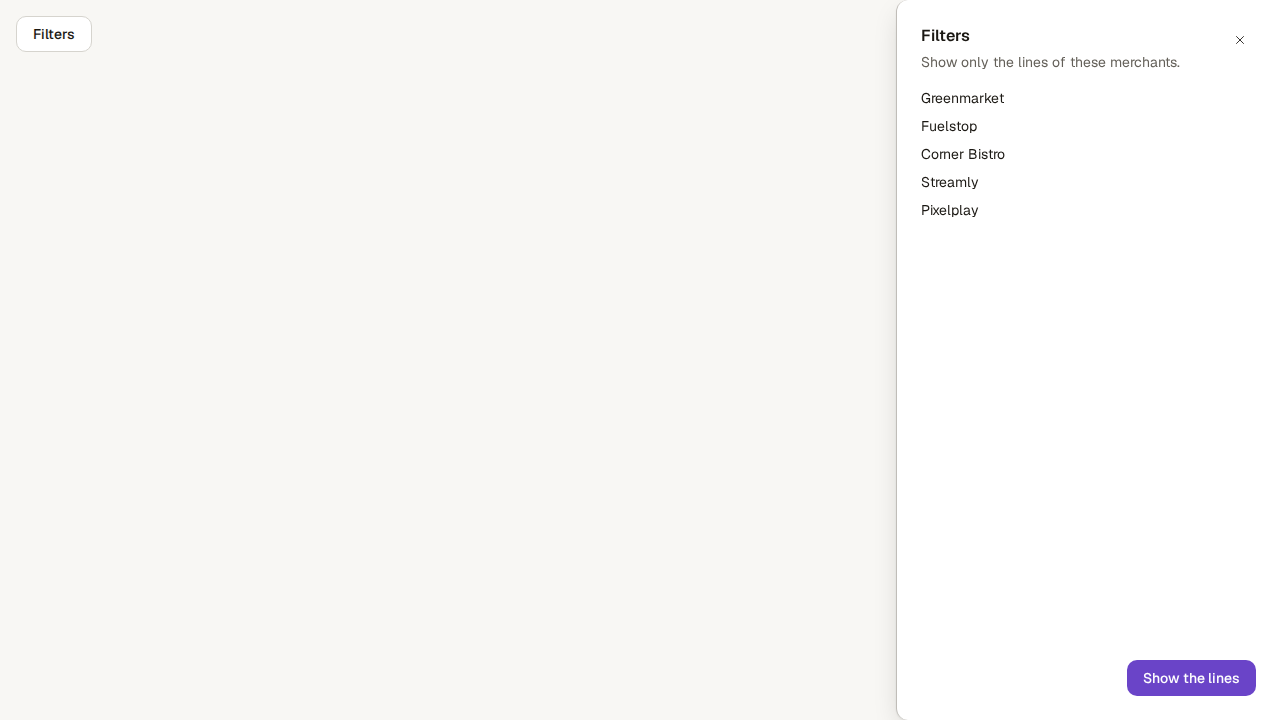 Filters
Filters
Show only the lines of these merchants.
Greenmarket
Fuelstop
Corner Bistro
Streamly
Pixelplay
Show the lines